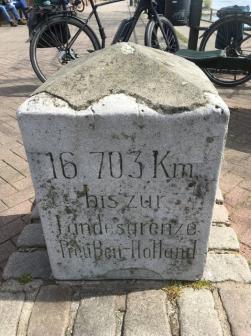 16.703 Km
bis zur
Landesgrenze
Preußen-Holland